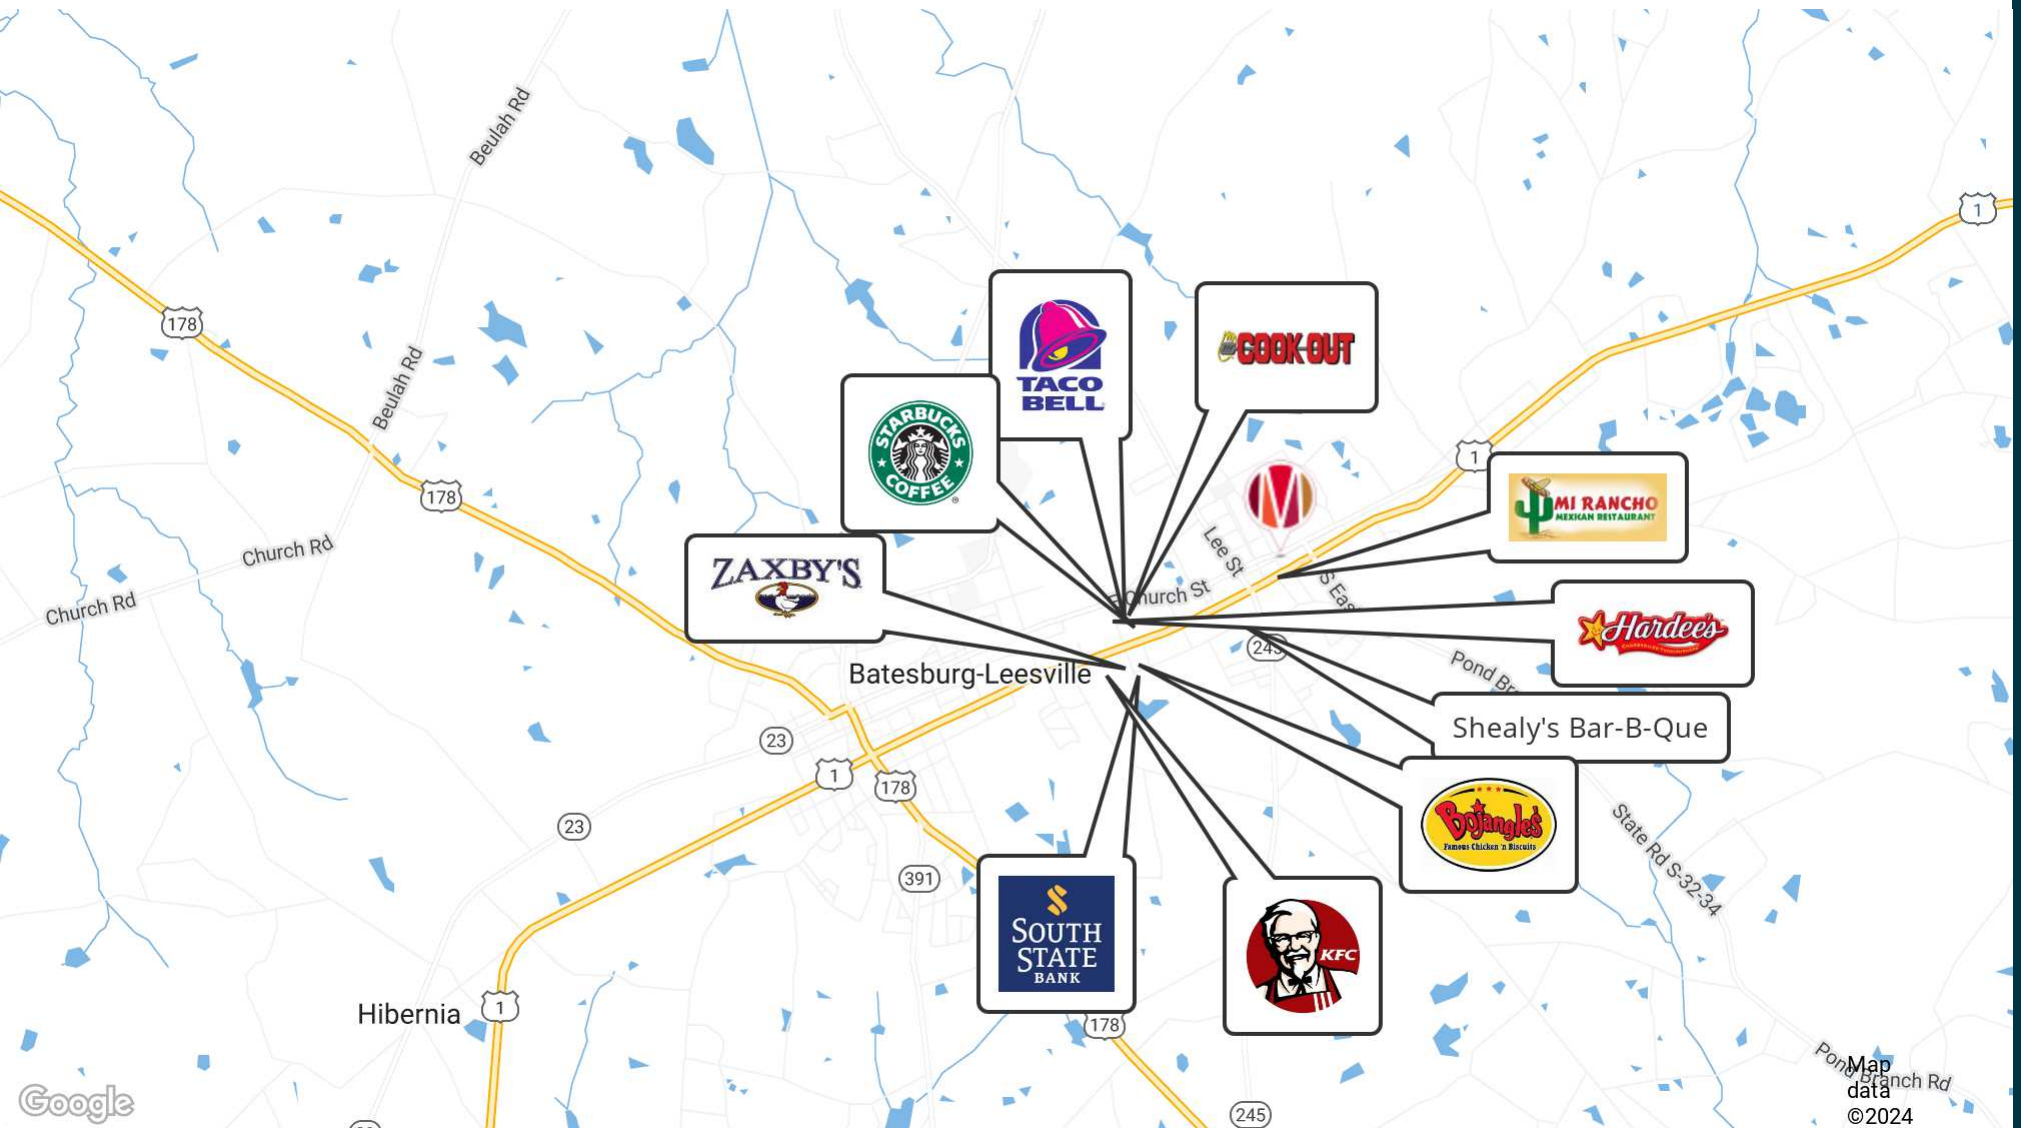 Beulah Rd
1
178
TACO
BELL
COOK-OUT
Beulah Rd
STARBUCKS
COFFEE
®
1
178
MI RANCHO
MEXICAN RESTAURANT
Church Rd
Lee St
ZAXBY'S
S Eas
Church Rd
Church St
Hardee's
245
Batesburg-Leesville
Pond Br
Shealy's Bar-B-Que
23
1
178
Bojangles'
Famous Chicken 'n Biscuits
23
State Rd S-32-34
391
SOUTH
STATE
BANK
KFC
Hibernia
1
178
Pond Branch Rd
Map
data
©2024
Google
245